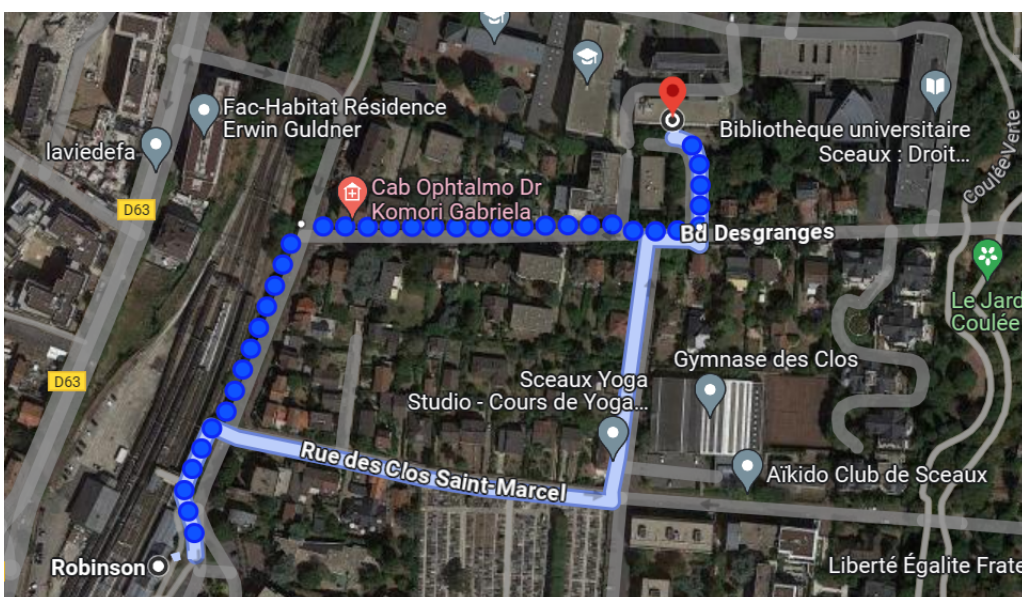 Fac-Habitat Résidence
Erwin Guldner
laviedefa
Bibliothèque universitaire
Sceaux : Droit...
Coulée Verte
Cab Ophtalmo Dr
Komori Gabriela
D63
Bd Desgranges
Le Jard
Coulée
Gymnase des Clos
D63
Sceaux Yoga
Studio - Cours de Yoga...
Rue des Clos Saint-Marcel
Aïkido Club de Sceaux
Robinson
Liberté Égalite Frate